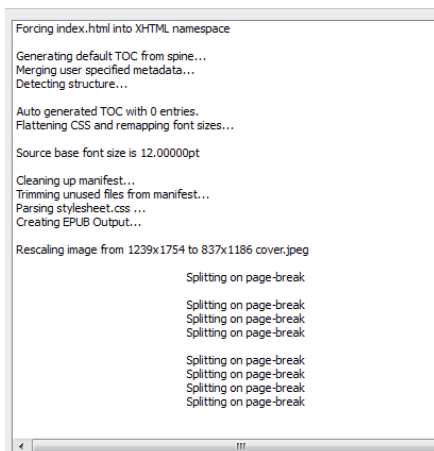 Forcing index.html into XHTML namespace
Generating default TOC from spine...
Merging user specified metadata...
Detecting structure...
Auto generated TOC with 0 entries.
Flattening CSS and remapping font sizes...
Source base font size is 12.00000pt
Cleaning up manifest...
Trimming unused files from manifest...
Parsing stylesheet.css ...
Creating EPUB Output...
Rescaling image from 1239x1754 to 837x1186 cover.jpeg
Splitting on page-break
Splitting on page-break
Splitting on page-break
Splitting on page-break
Splitting on page-break
Splitting on page-break
Splitting on page-break
Splitting on page-break